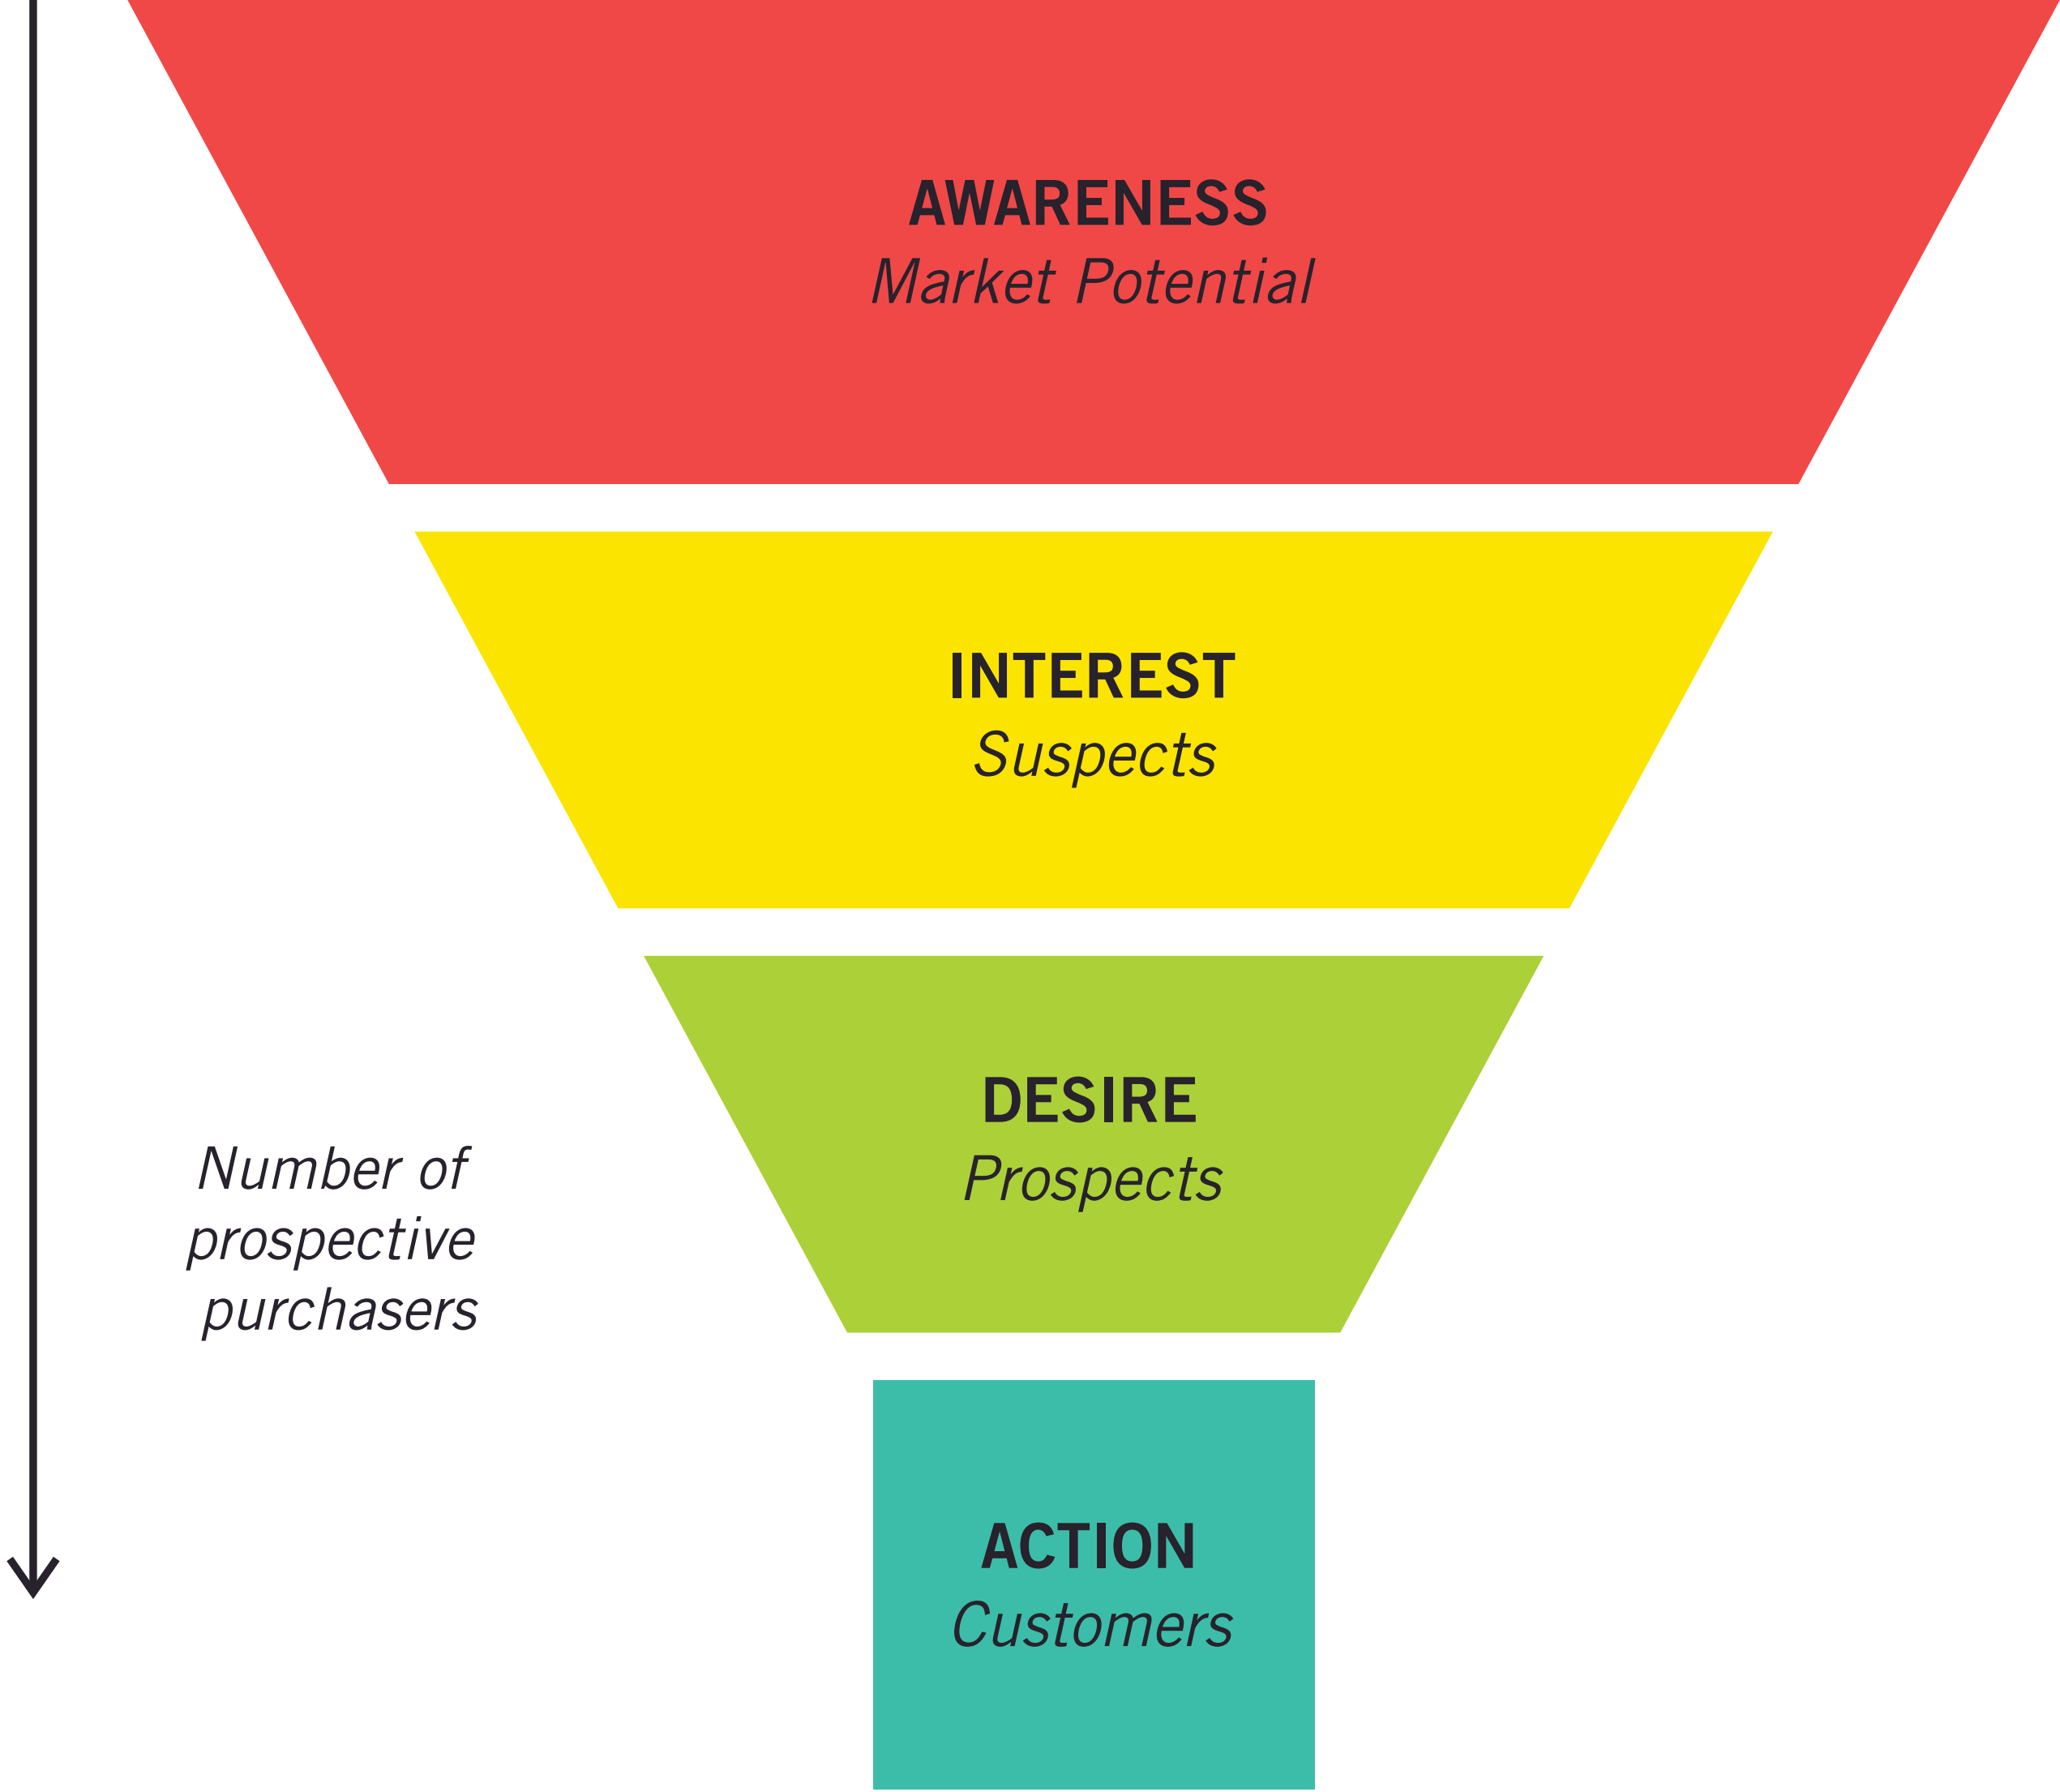 AWARENESS
Market Potential
INTEREST
Suspects
DESIRE
Prospects
Number of
prospective
purchasers
ACTION
Customers